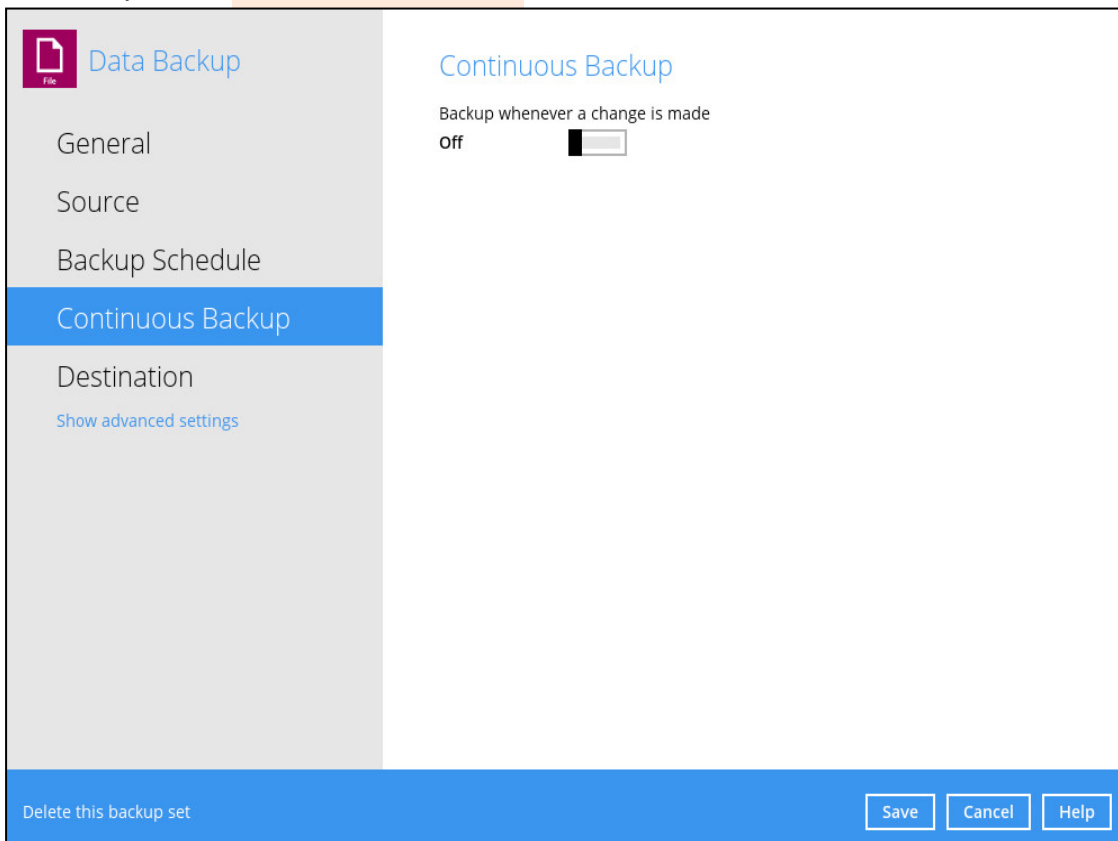 Data Backup
File
General
Source
Backup Schedule
Continuous Backup
Destination
Show advanced settings
Continuous Backup
Backup whenever a change is made
Off
Delete this backup set
Save Cancel Help